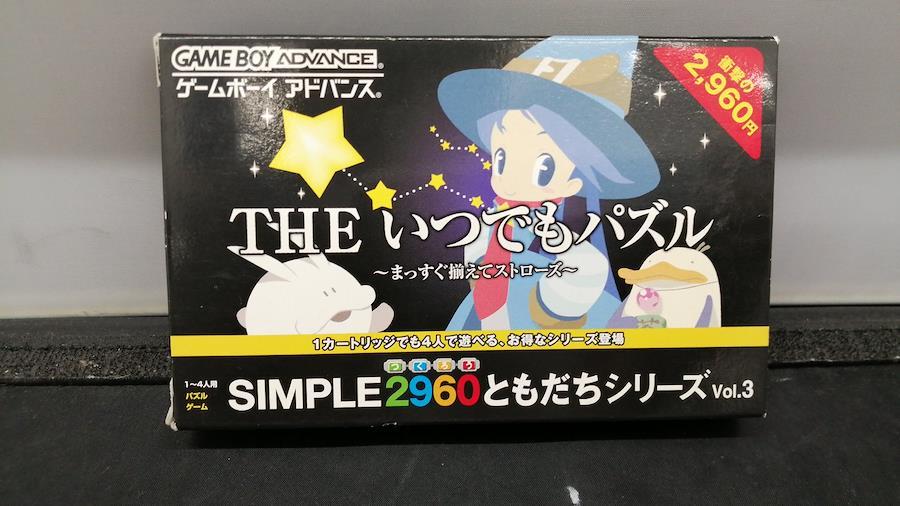 GAME BOY ADVANCE
ゲームボーイ アドバンス
衝撃の
2,960円
THE いつでもパズル
～まっすぐ揃えてストローズ～
1カートリッジでも4人で遊べる、お得なシリーズ登場
1～4人用
パズル
ゲーム
つくろり
SIMPLE2960ともだちシリーズ Vol.3